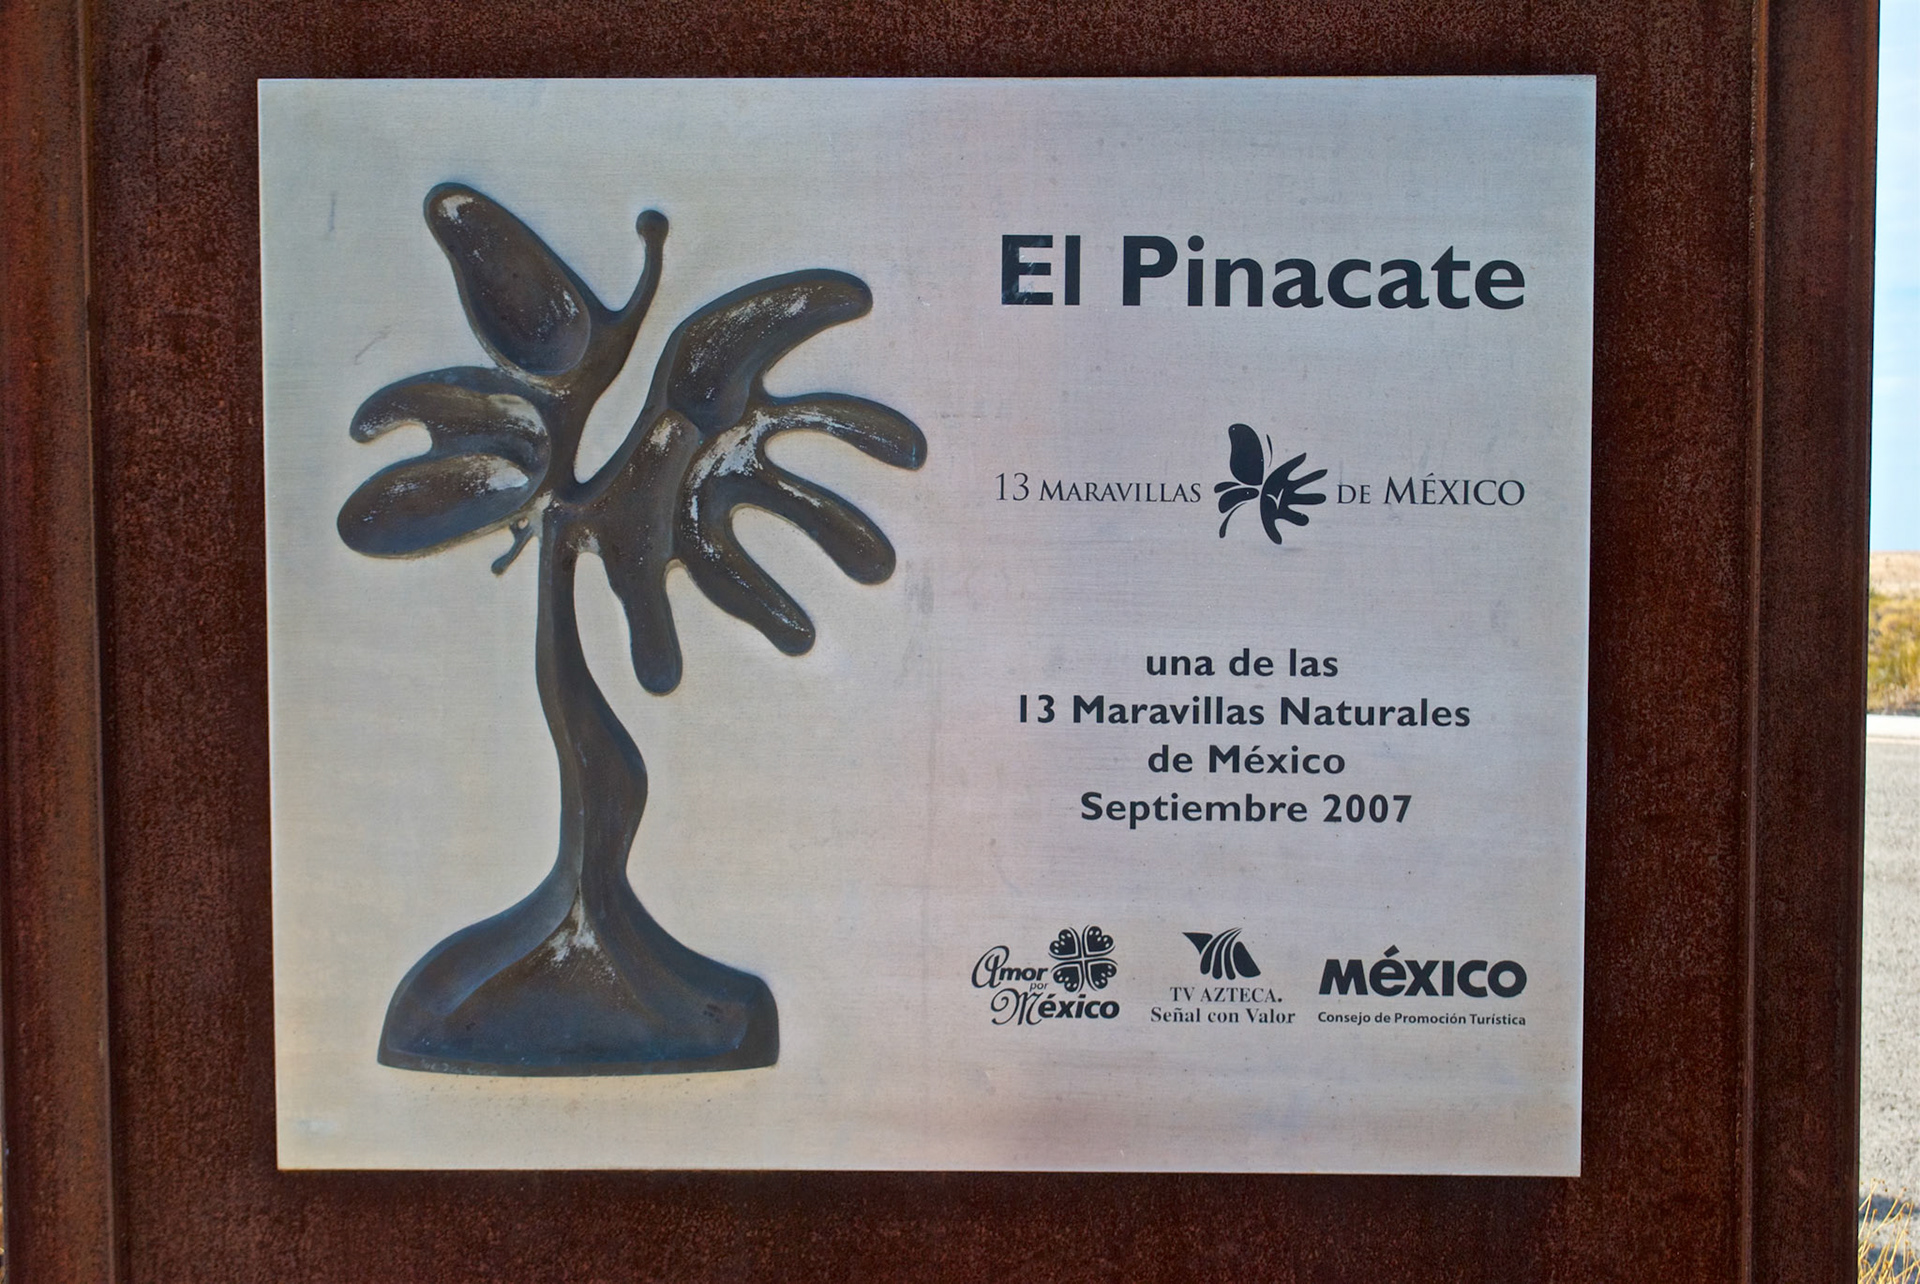 El Pinacate
13 MARAVILLAS DE MÉXICO
una de las
13 Maravillas Naturales
de México
Septiembre 2007
Amor
por
México
TV AZTECA.
Señal con Valor
MÉXICO
Consejo de Promoción Turística